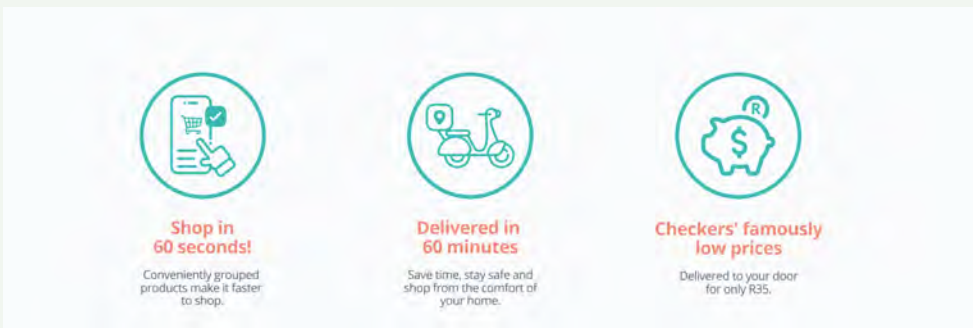 R
$
Shop in
60 seconds!
Conveniently grouped
products make it faster
to shop.
Delivered in
60 minutes
Save time, stay safe and
shop from the comfort of
your home.
Checkers' famously
low prices
Delivered to your door
for only R35.